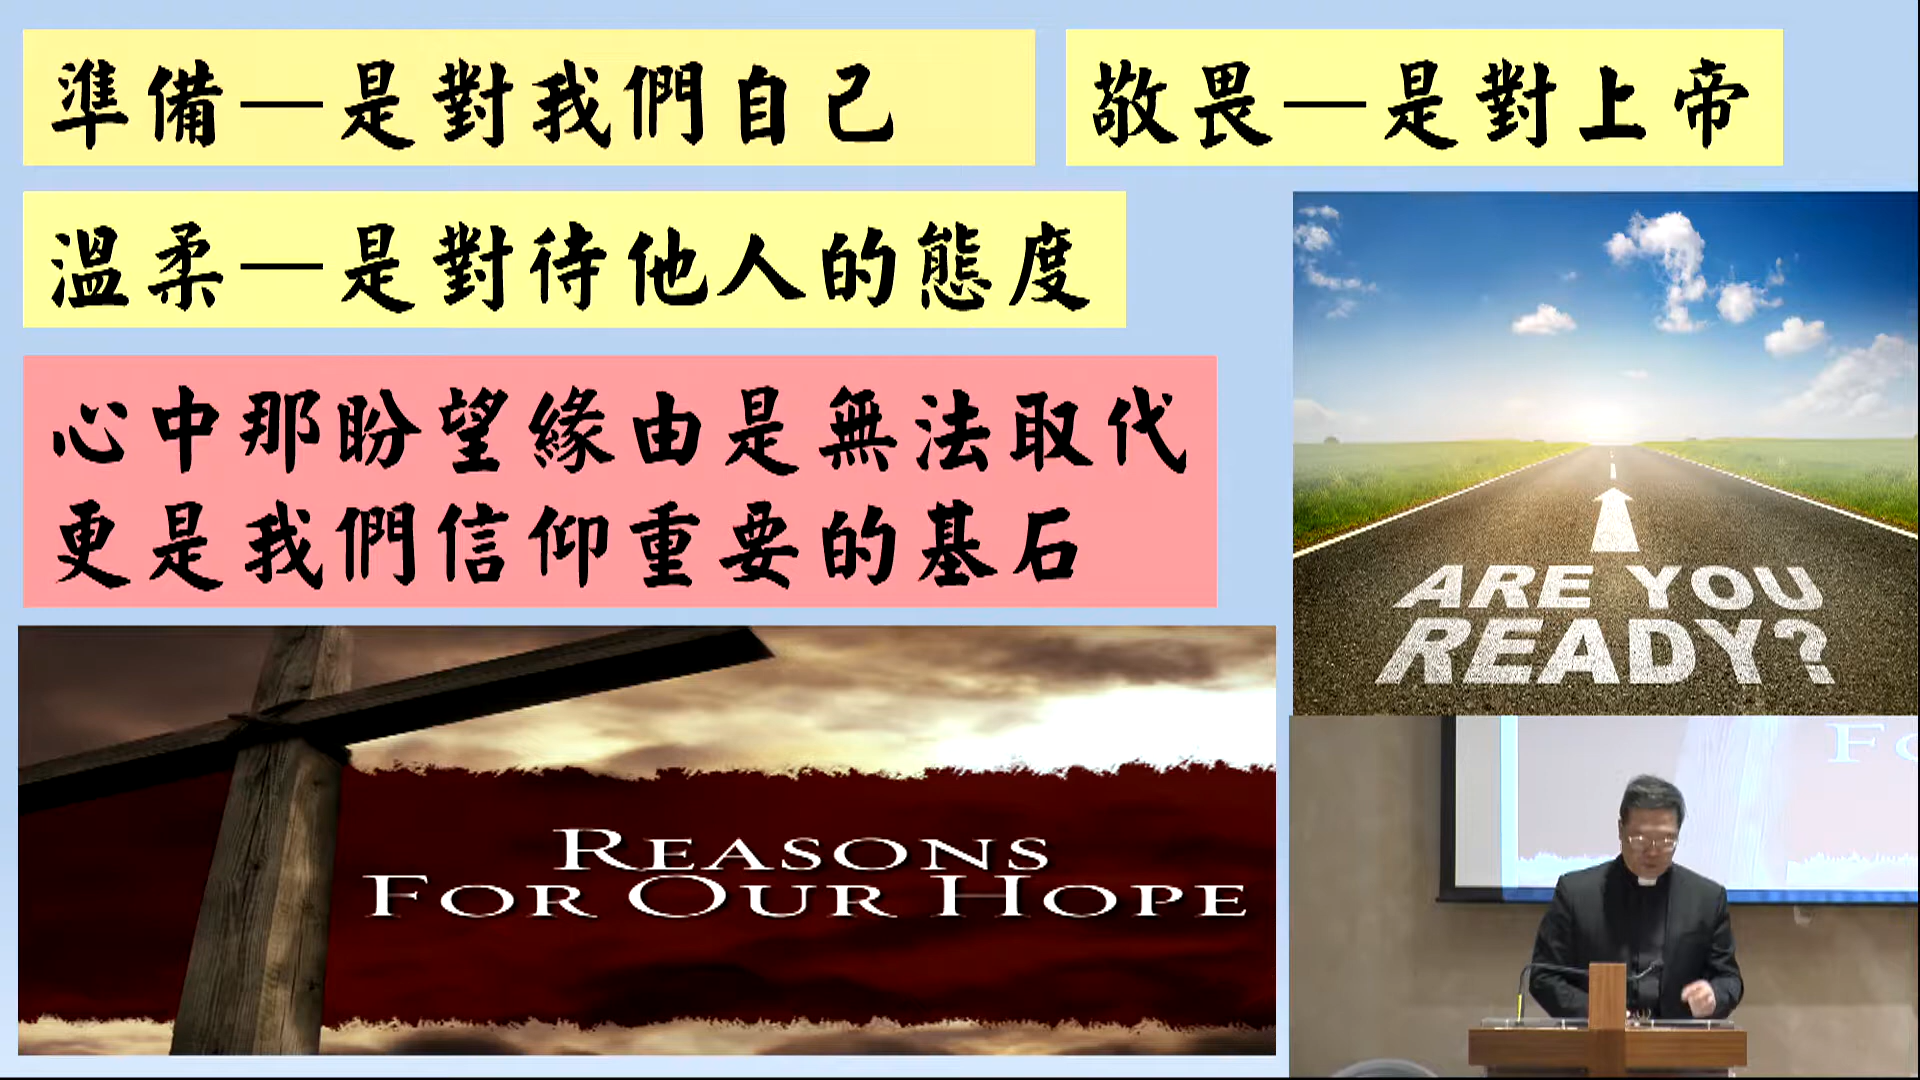 準備—是對我們自己
敬畏—是對上帝
溫柔—是對待他人的態度
心中那盼望緣由是無法取代
更是我們信仰重要的基石
ARE YOU
READY?
REASONS
FOR OUR HOPE
FO